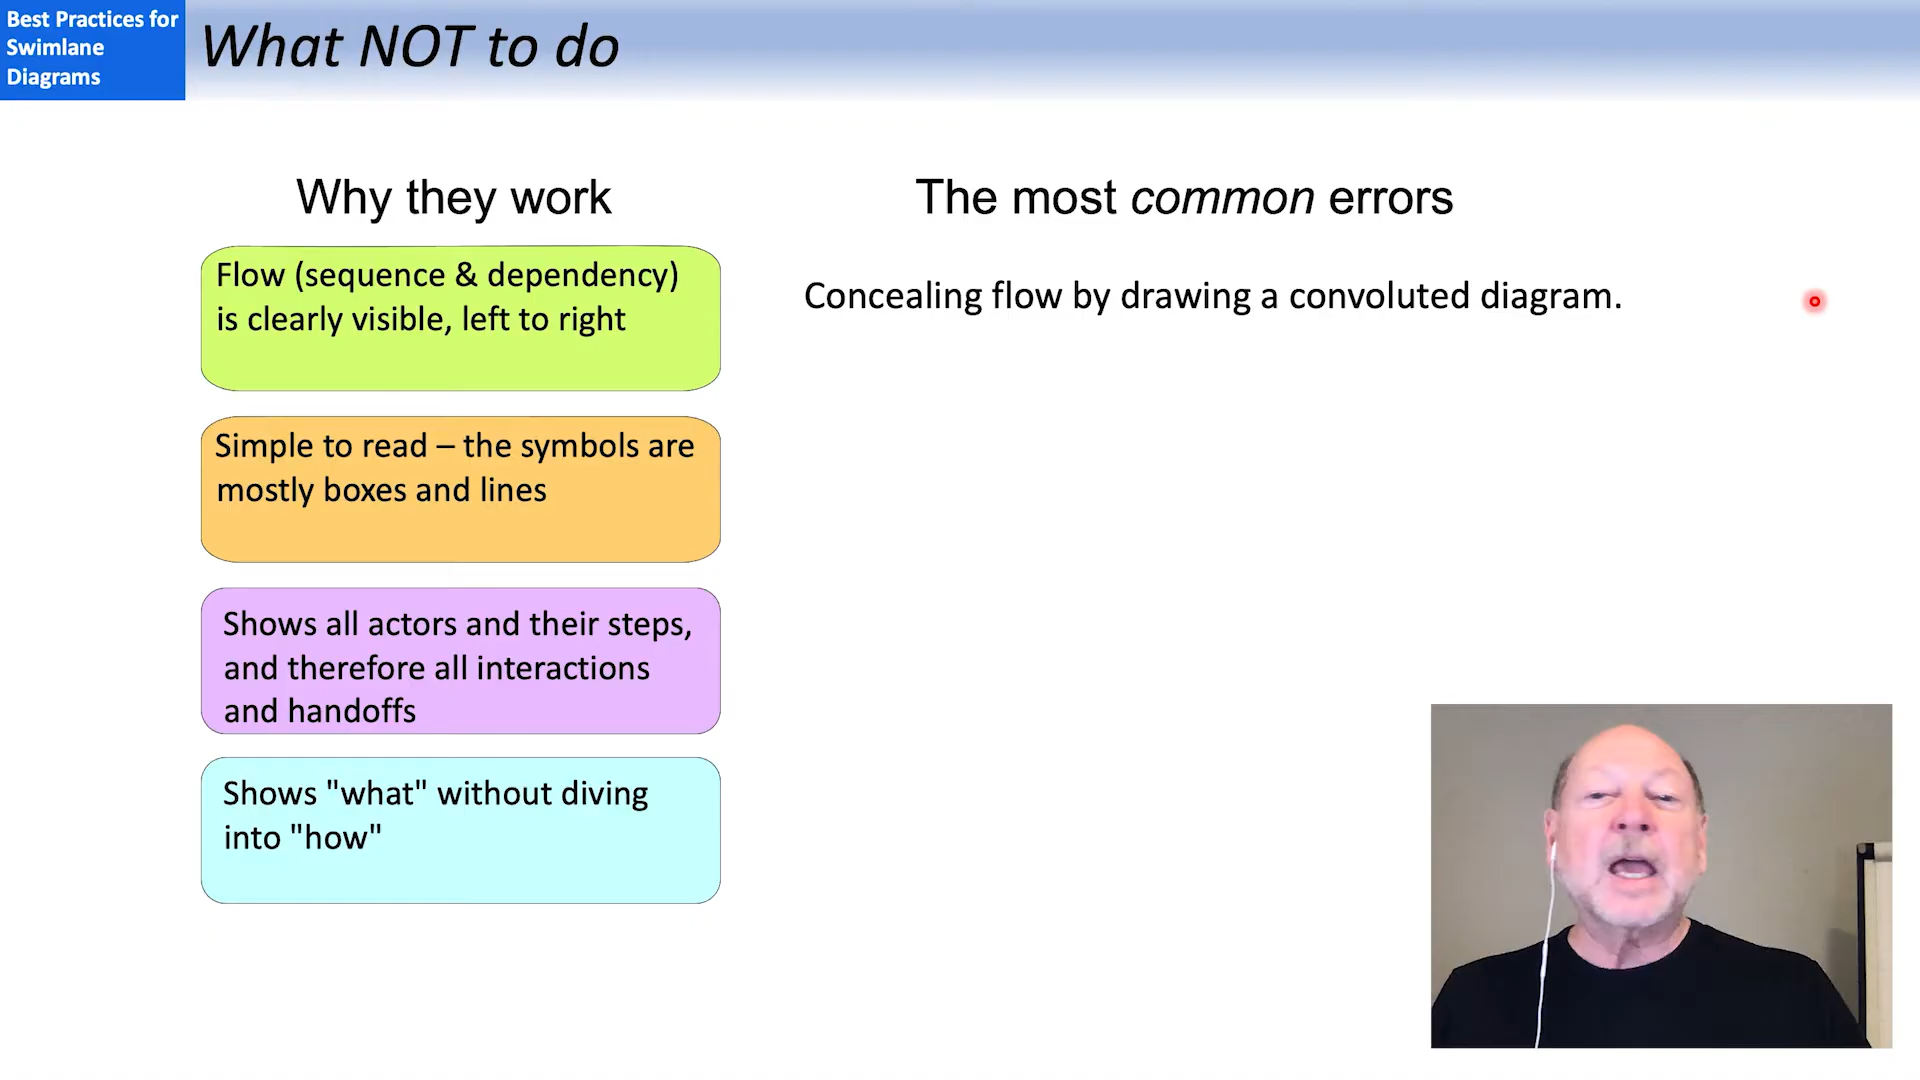 Best Practices for
Swimlane
Diagrams
What NOT to do
Why they work
Flow (sequence & dependency)
is clearly visible, left to right
Simple to read – the symbols are
mostly boxes and lines
Shows all actors and their steps,
and therefore all interactions
and handoffs
Shows "what" without diving
into "how"
The most common errors
Concealing flow by drawing a convoluted diagram.